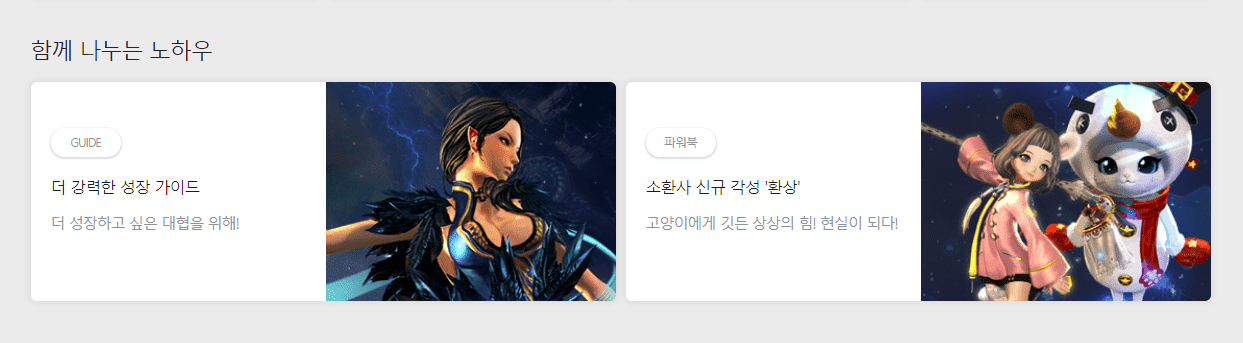 함께 나누는 노하우
GUIDE
더 강력한 성장 가이드
더 성장하고 싶은 대협을 위해!
파워북
소환사 신규 각성 '환상'
고양이에게 깃든 상상의 힘! 현실이 되다!